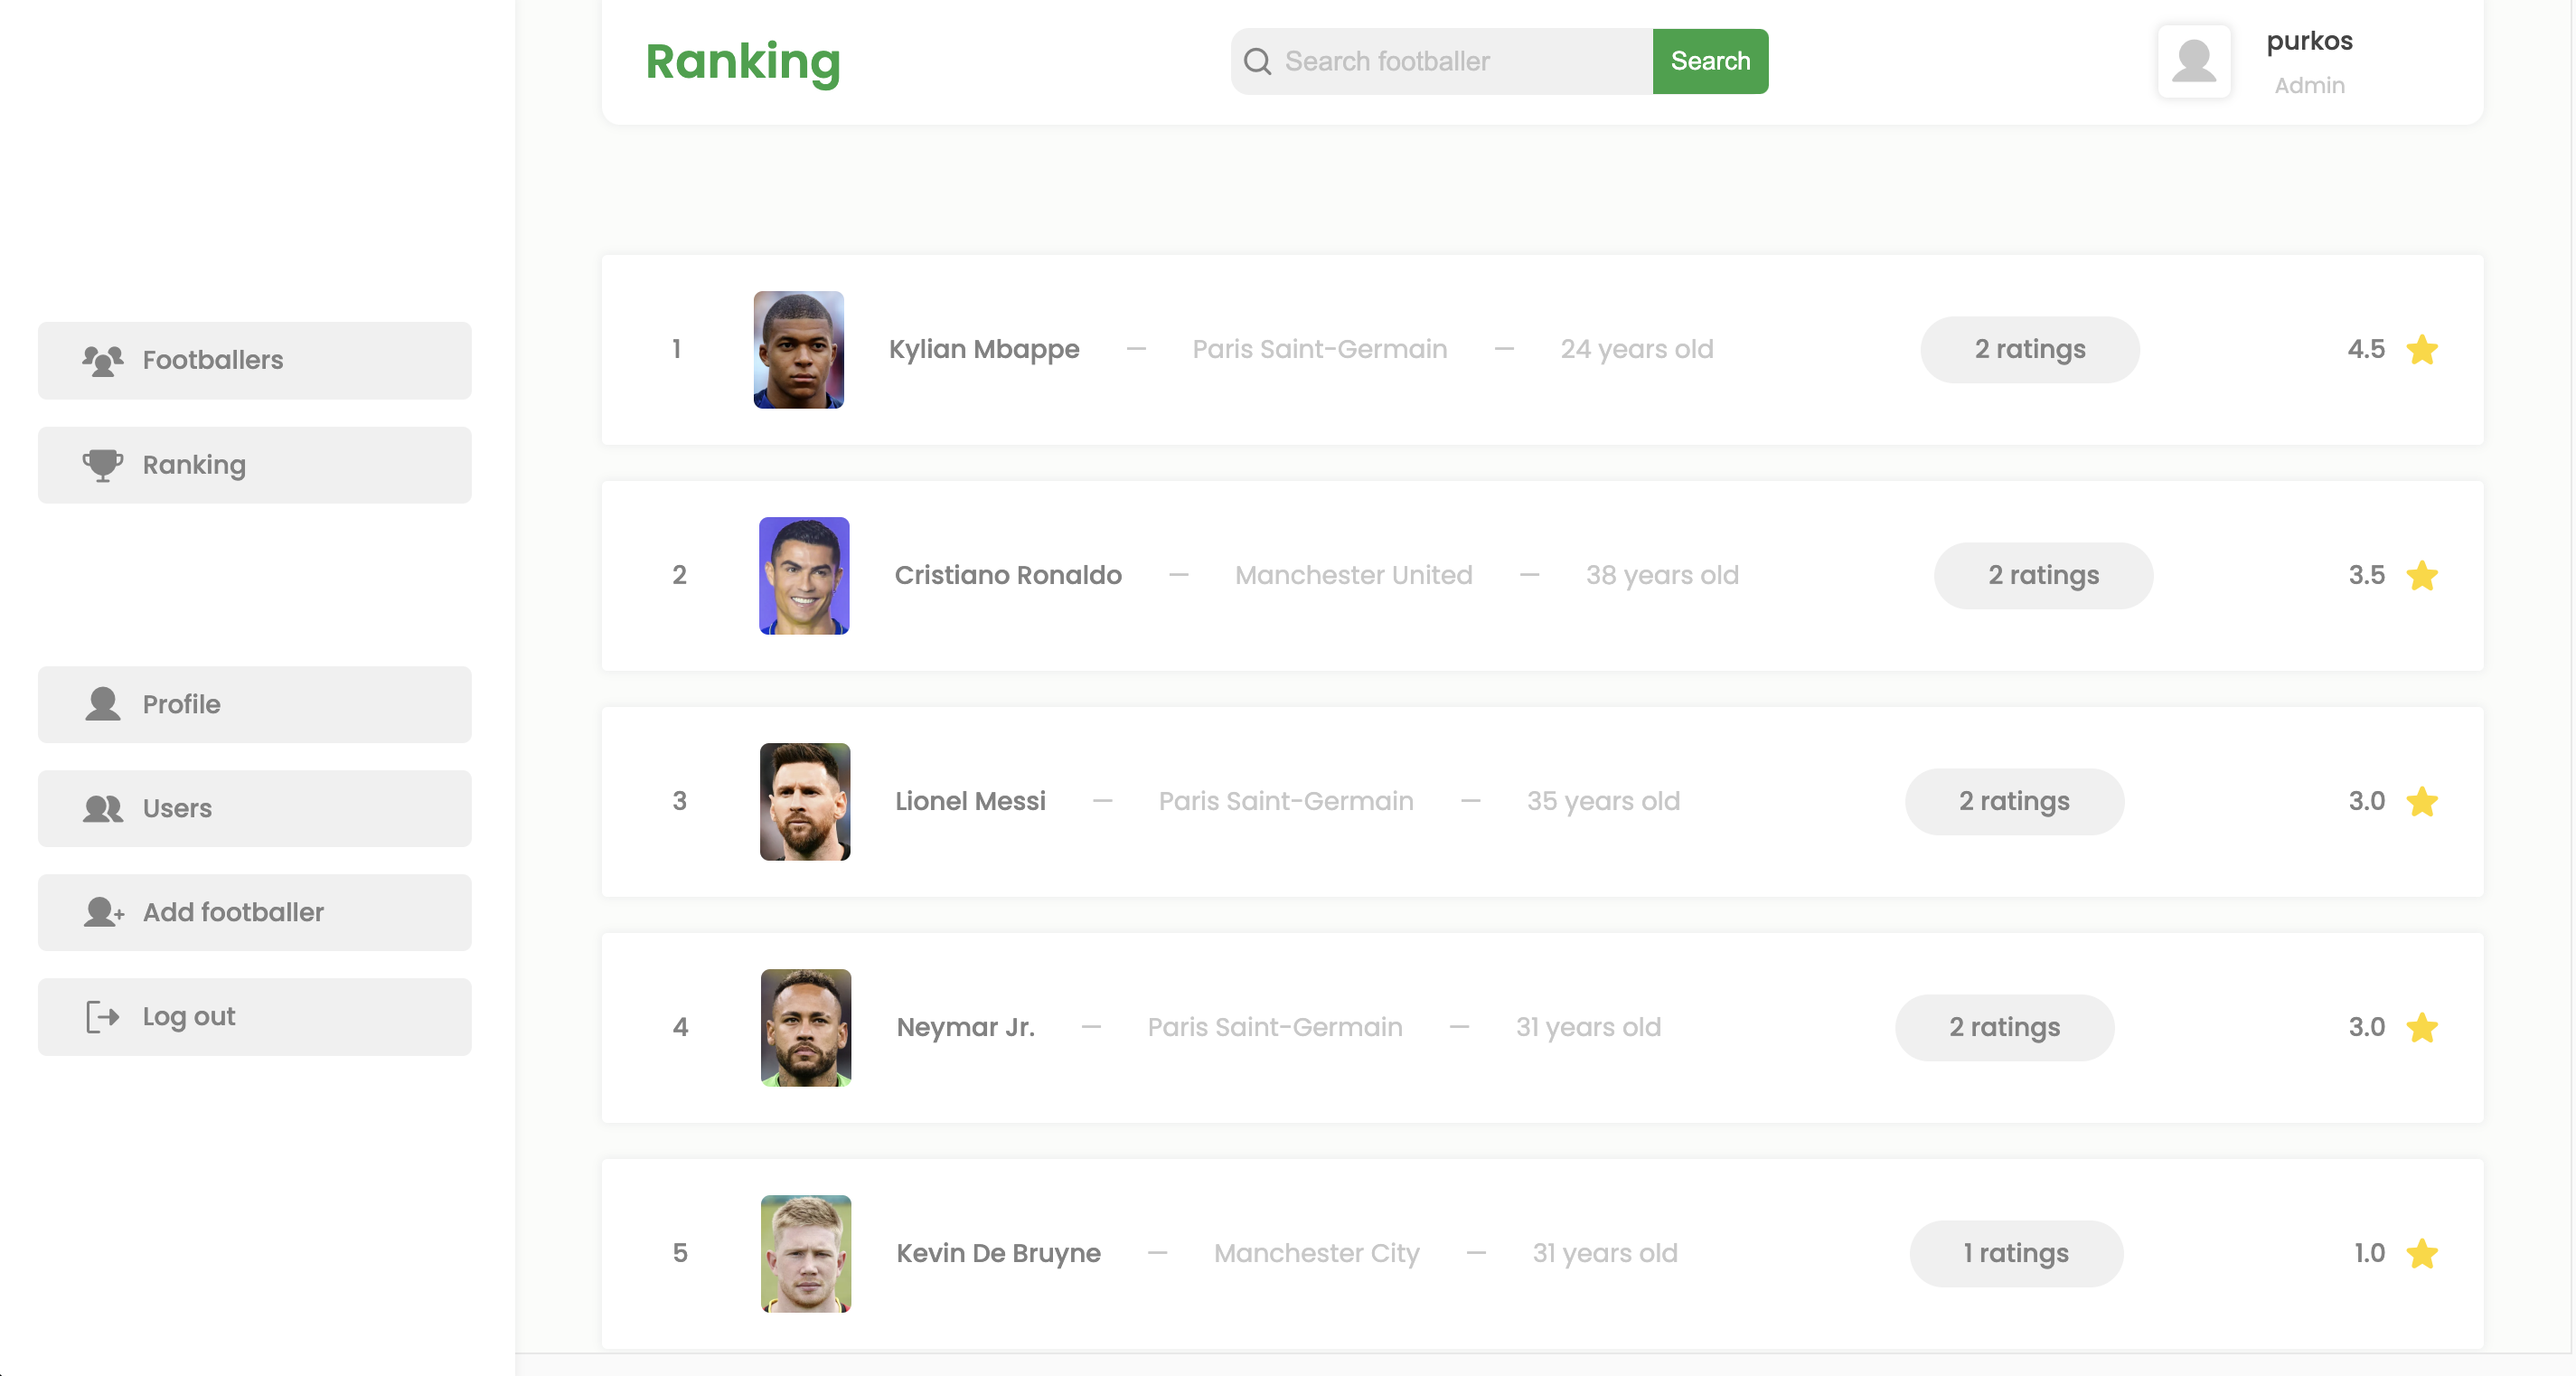 Ranking
Search footballer
Search
purkos
Admin
Footballers
Ranking
Profile
Users
Add footballer
Log out
1 Kylian Mbappe — Paris Saint-Germain — 24 years old 2 ratings 4.5
2 Cristiano Ronaldo — Manchester United — 38 years old 2 ratings 3.5
3 Lionel Messi — Paris Saint-Germain — 35 years old 2 ratings 3.0
4 Neymar Jr. — Paris Saint-Germain — 31 years old 2 ratings 3.0
5 Kevin De Bruyne — Manchester City — 31 years old 1 ratings 1.0